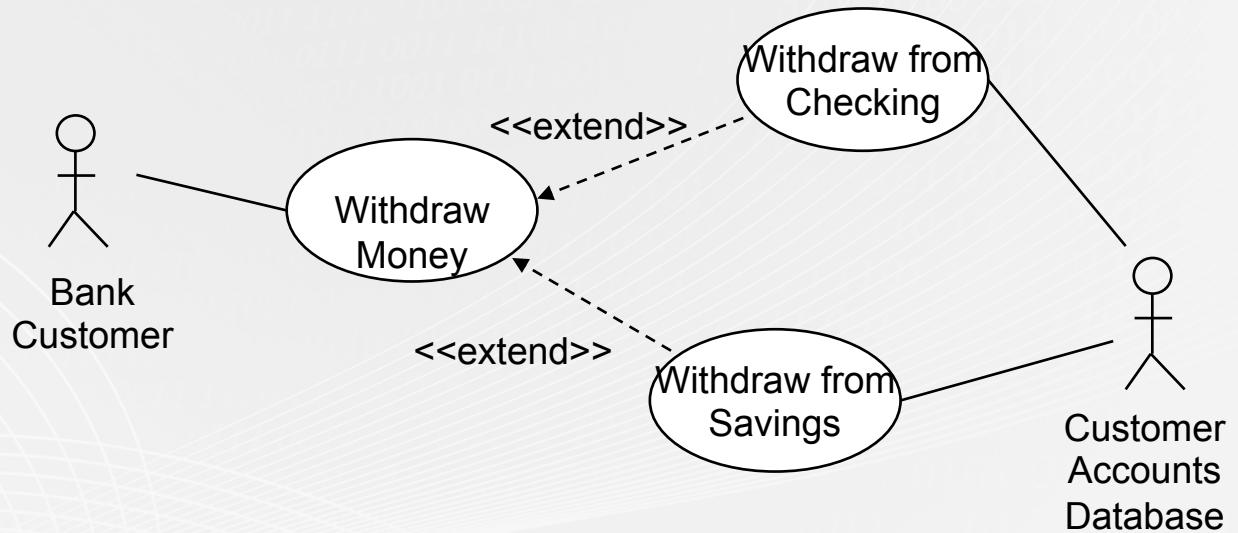 Withdraw from
Checking
<<extend>>
Withdraw
Money
Bank
Customer
<<extend>>
Withdraw from
Savings
Customer
Accounts
Database